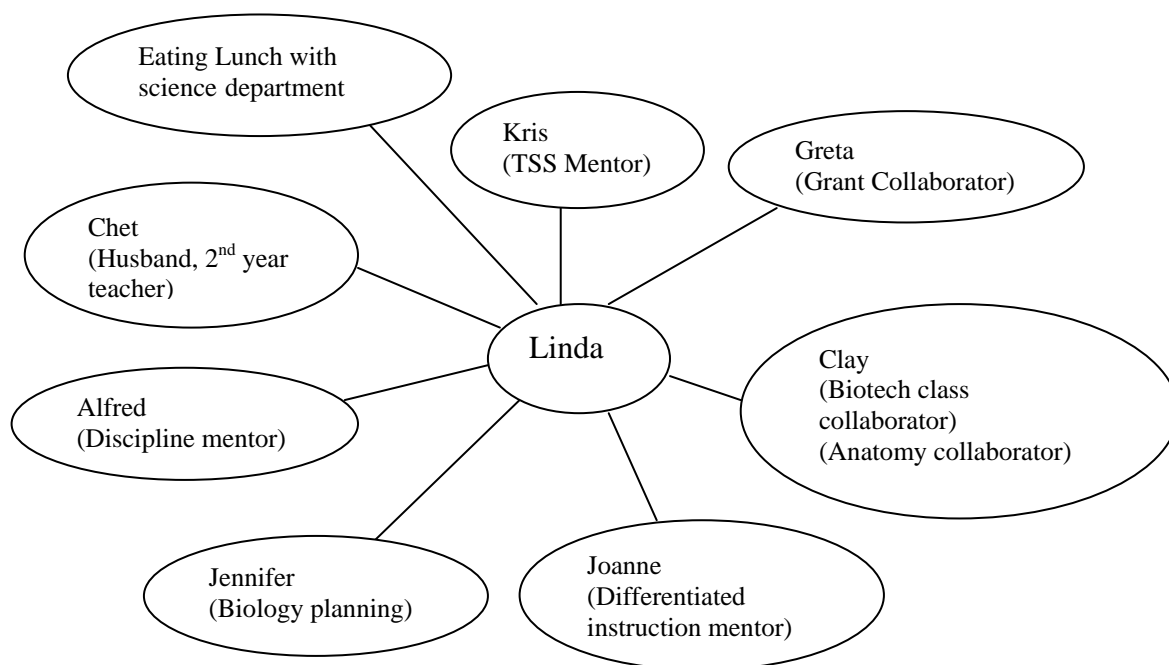 Eating Lunch with
science department
Kris
(TSS Mentor)
Greta
(Grant Collaborator)
Chet
(Husband, 2nd year
teacher)
Linda
Clay
(Biotech class
collaborator)
(Anatomy collaborator)
Alfred
(Discipline mentor)
Jennifer
(Biology planning)
Joanne
(Differentiated
instruction mentor)